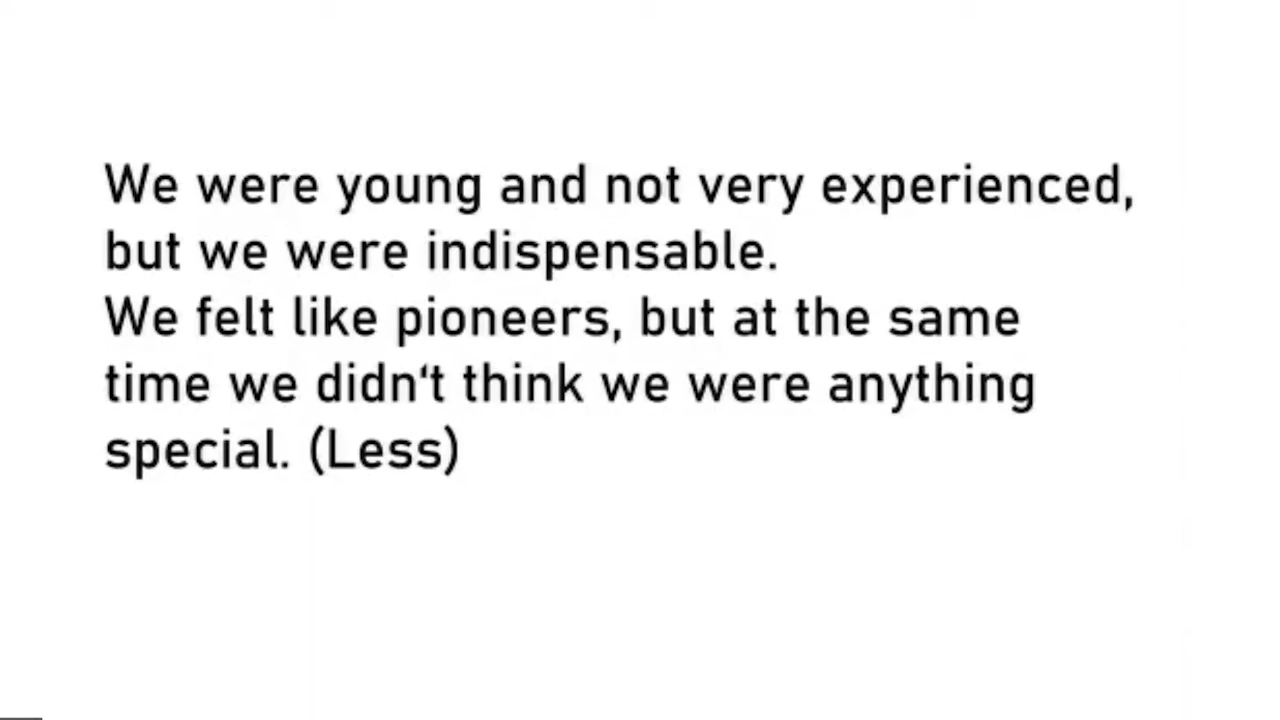 We were young and not very experienced,
but we were indispensable.
We felt like pioneers, but at the same
time we didn‘t think we were anything
special. (Less)